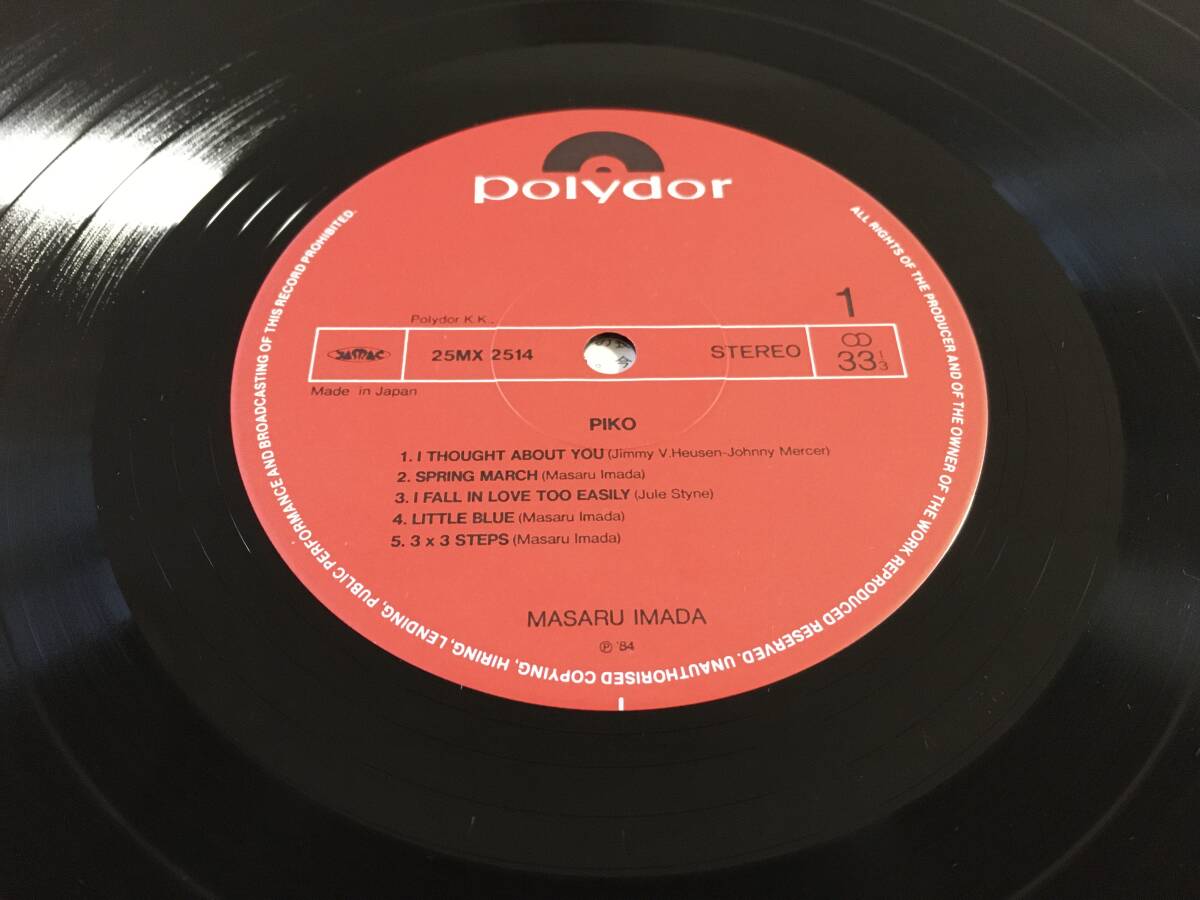 polydor
1
Polydor K.K.
JASRAC
25MX 2514
STEREO
33 1/3
Made in Japan
PIKO
1. I THOUGHT ABOUT YOU (Jimmy V.Heusen-Johnny Mercer)
2. SPRING MARCH (Masaru Imada)
3. I FALL IN LOVE TOO EASILY (Jule Styne)
4. LITTLE BLUE (Masaru Imada)
5. 3 x 3 STEPS (Masaru Imada)
MASARU IMADA
℗ '84
ALL RIGHTS OF THE PRODUCER AND OF THE OWNER OF THE WORK REPRODUCED RESERVED. UNAUTHORISED COPYING, HIRING, LENDING, PUBLIC PERFORMANCE AND BROADCASTING OF THIS RECORD PROHIBITED.